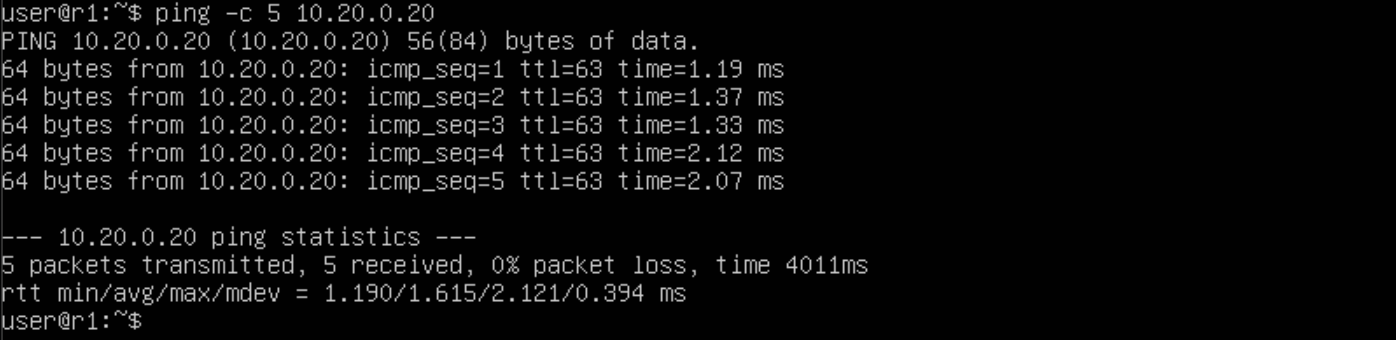 user@r1:~$ ping -c 5 10.20.0.20
PING 10.20.0.20 (10.20.0.20) 56(84) bytes of data.
64 bytes from 10.20.0.20: icmp_seq=1 ttl=63 time=1.19 ms
64 bytes from 10.20.0.20: icmp_seq=2 ttl=63 time=1.37 ms
64 bytes from 10.20.0.20: icmp_seq=3 ttl=63 time=1.33 ms
64 bytes from 10.20.0.20: icmp_seq=4 ttl=63 time=2.12 ms
64 bytes from 10.20.0.20: icmp_seq=5 ttl=63 time=2.07 ms

--- 10.20.0.20 ping statistics ---
5 packets transmitted, 5 received, 0% packet loss, time 4011ms
rtt min/avg/max/mdev = 1.190/1.615/2.121/0.394 ms
user@r1:~$